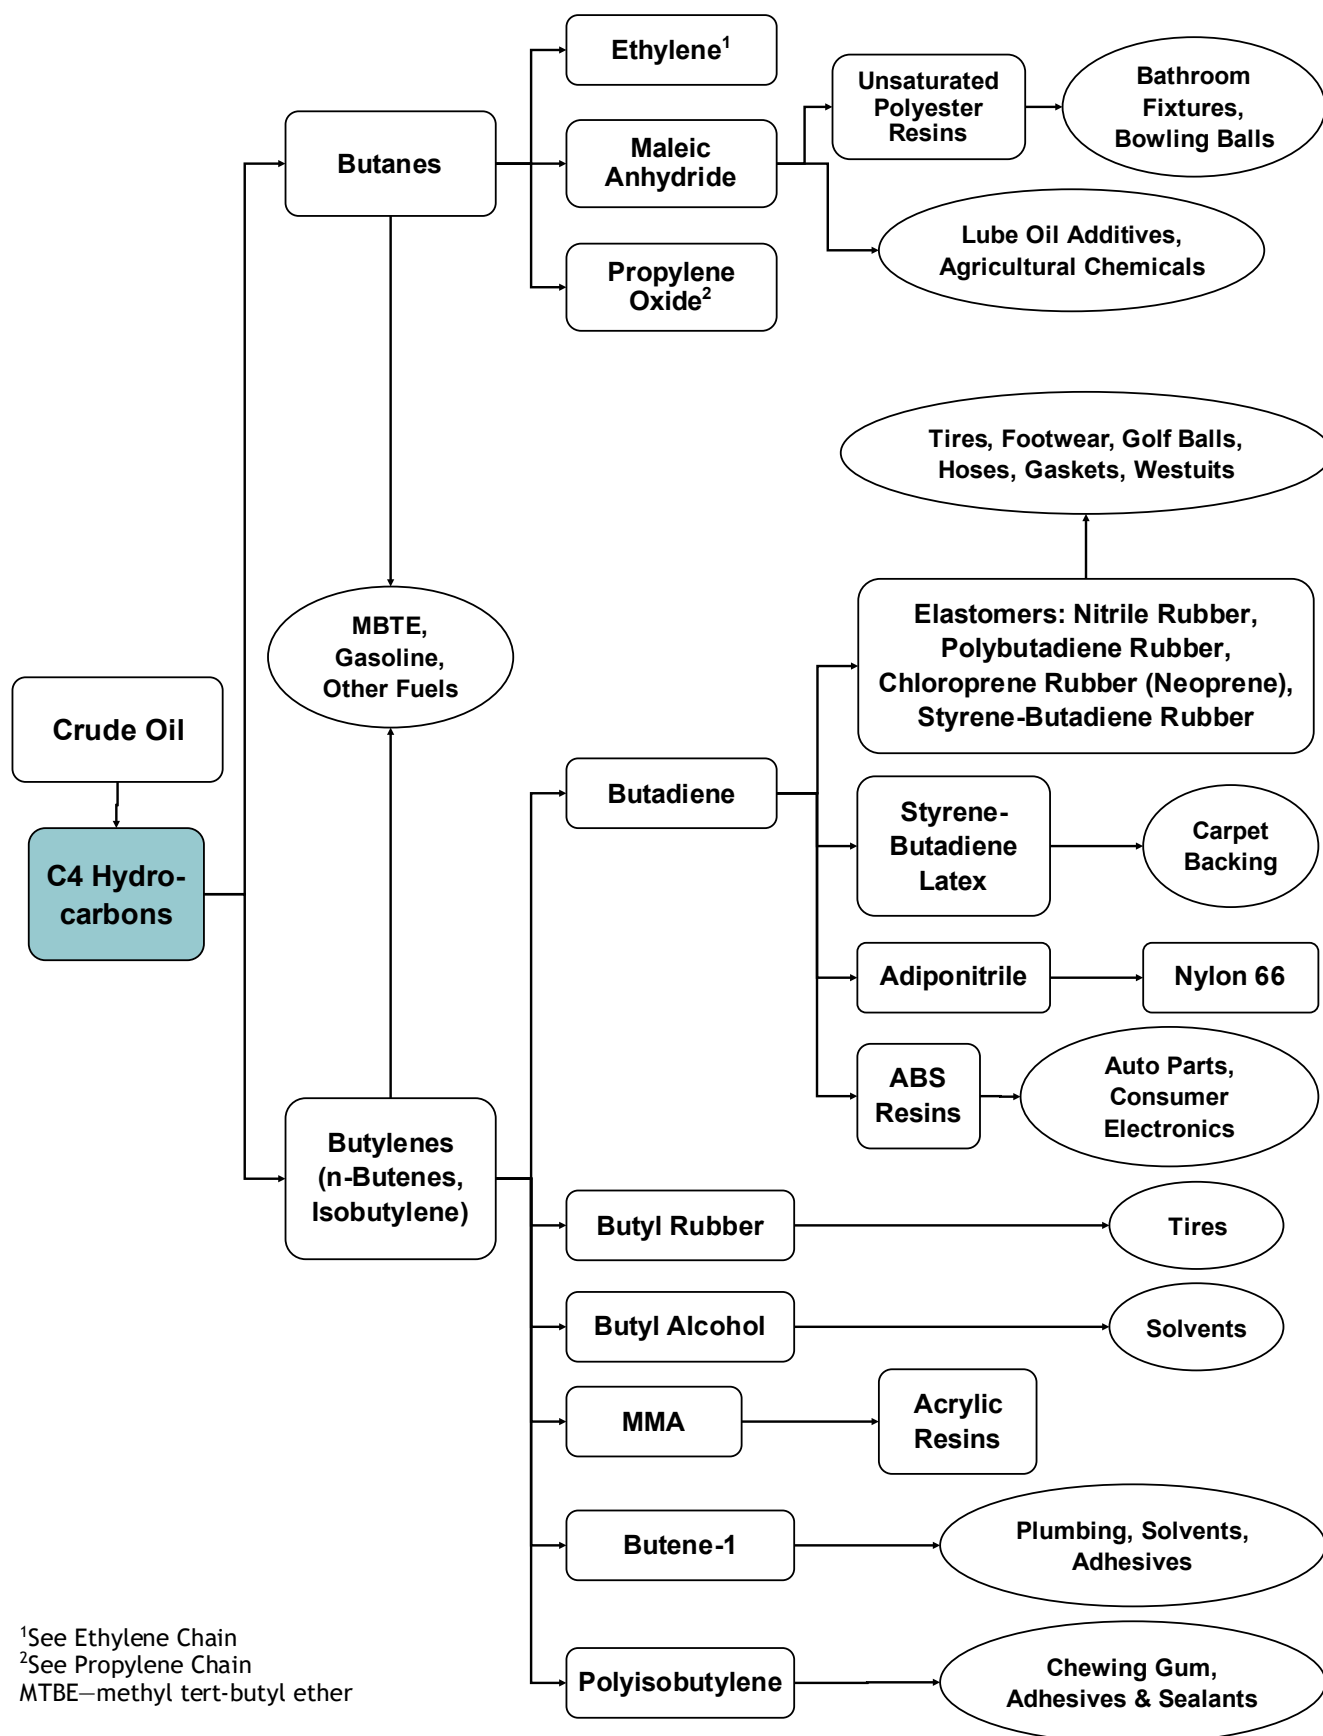 Ethylene1
Unsaturated
Polyester
Resins
Bathroom
Fixtures,
Bowling Balls
Butanes
Maleic
Anhydride
Lube Oil Additives,
Agricultural Chemicals
Propylene
Oxide2
Tires, Footwear, Golf Balls,
Hoses, Gaskets, Westuits
MBTE,
Gasoline,
Other Fuels
Elastomers: Nitrile Rubber,
Polybutadiene Rubber,
Chloroprene Rubber (Neoprene),
Styrene-Butadiene Rubber
Crude Oil
C4 Hydro-
carbons
Butadiene
Styrene-
Butadiene
Latex
Carpet
Backing
Adiponitrile
Nylon 66
ABS
Resins
Auto Parts,
Consumer
Electronics
Butylenes
(n-Butenes,
Isobutylene)
Butyl Rubber
Tires
Butyl Alcohol
Solvents
MMA
Acrylic
Resins
Butene-1
Plumbing, Solvents,
Adhesives
Polyisobutylene
Chewing Gum,
Adhesives & Sealants
1See Ethylene Chain
2See Propylene Chain
MTBE—methyl tert-butyl ether